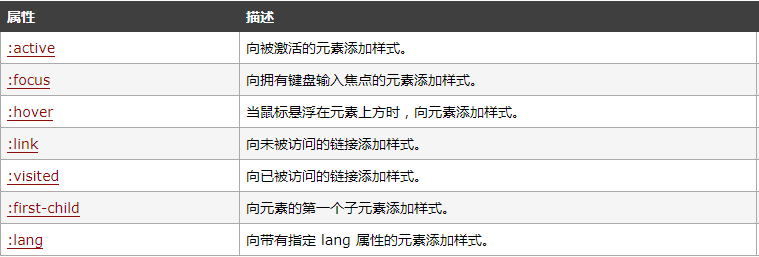 属性 描述
:active 向被激活的元素添加样式。
:focus 向拥有键盘输入焦点的元素添加样式。
:hover 当鼠标悬浮在元素上方时，向元素添加样式。
:link 向未被访问的链接添加样式。
:visited 向已被访问的链接添加样式。
:first-child 向元素的第一个子元素添加样式。
:lang 向带有指定 lang 属性的元素添加样式。